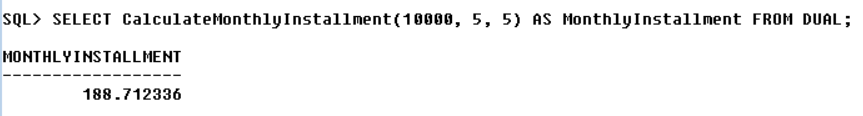 SQL> SELECT CalculateMonthlyInstallment(10000, 5, 5) AS MonthlyInstallment FROM DUAL;
MONTHLYINSTALLMENT
------------------
188.712336